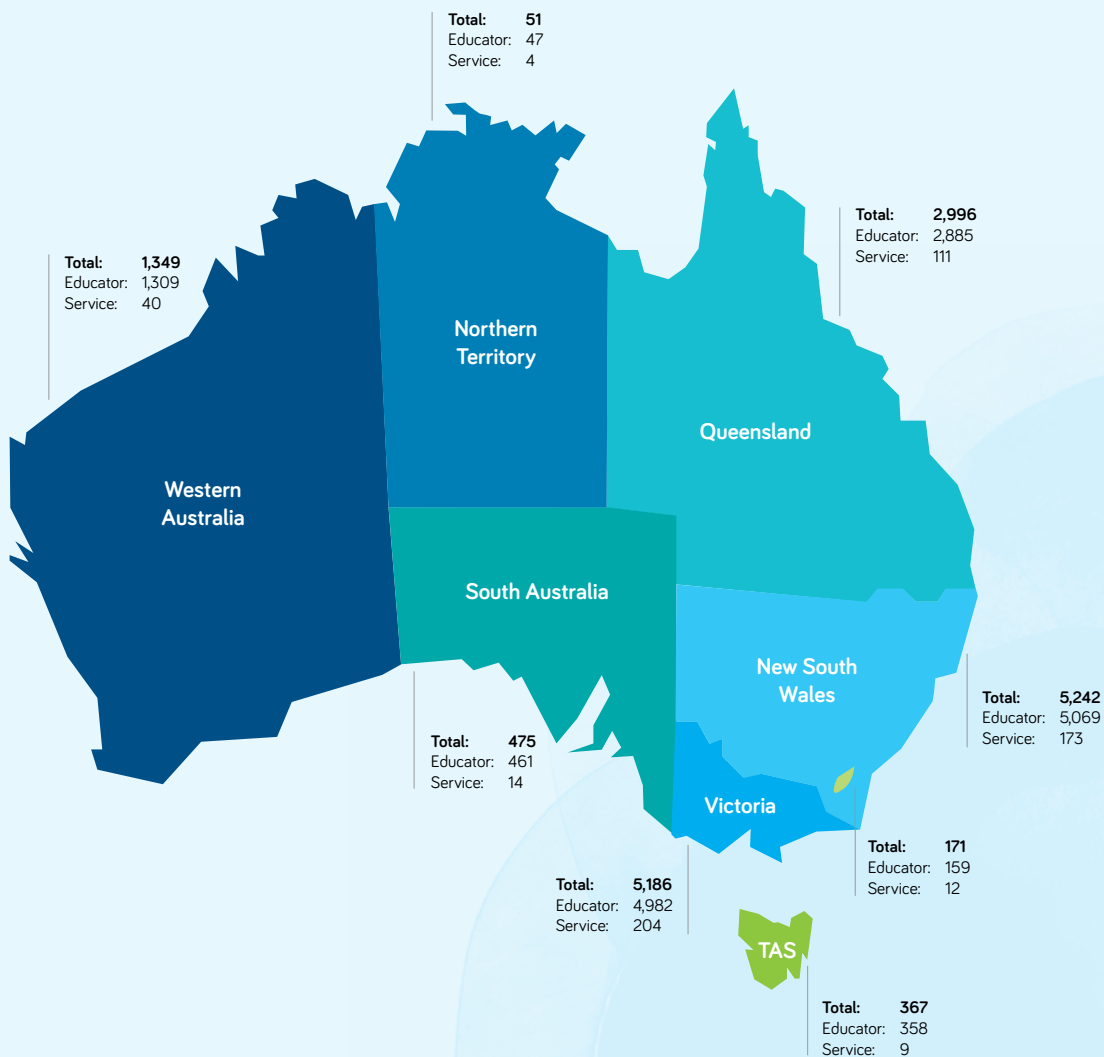 Total: 51
Educator: 47
Service: 4
Total: 2,996
Educator: 2,885
Service: 111
Total: 1,349
Educator: 1,309
Service: 40
Northern
Territory
Queensland
Western
Australia
South Australia
New South
Wales
Total: 5,242
Educator: 5,069
Service: 173
Total: 475
Educator: 461
Service: 14
Victoria
Total: 171
Educator: 159
Service: 12
Total: 5,186
Educator: 4,982
Service: 204
TAS
Total: 367
Educator: 358
Service: 9